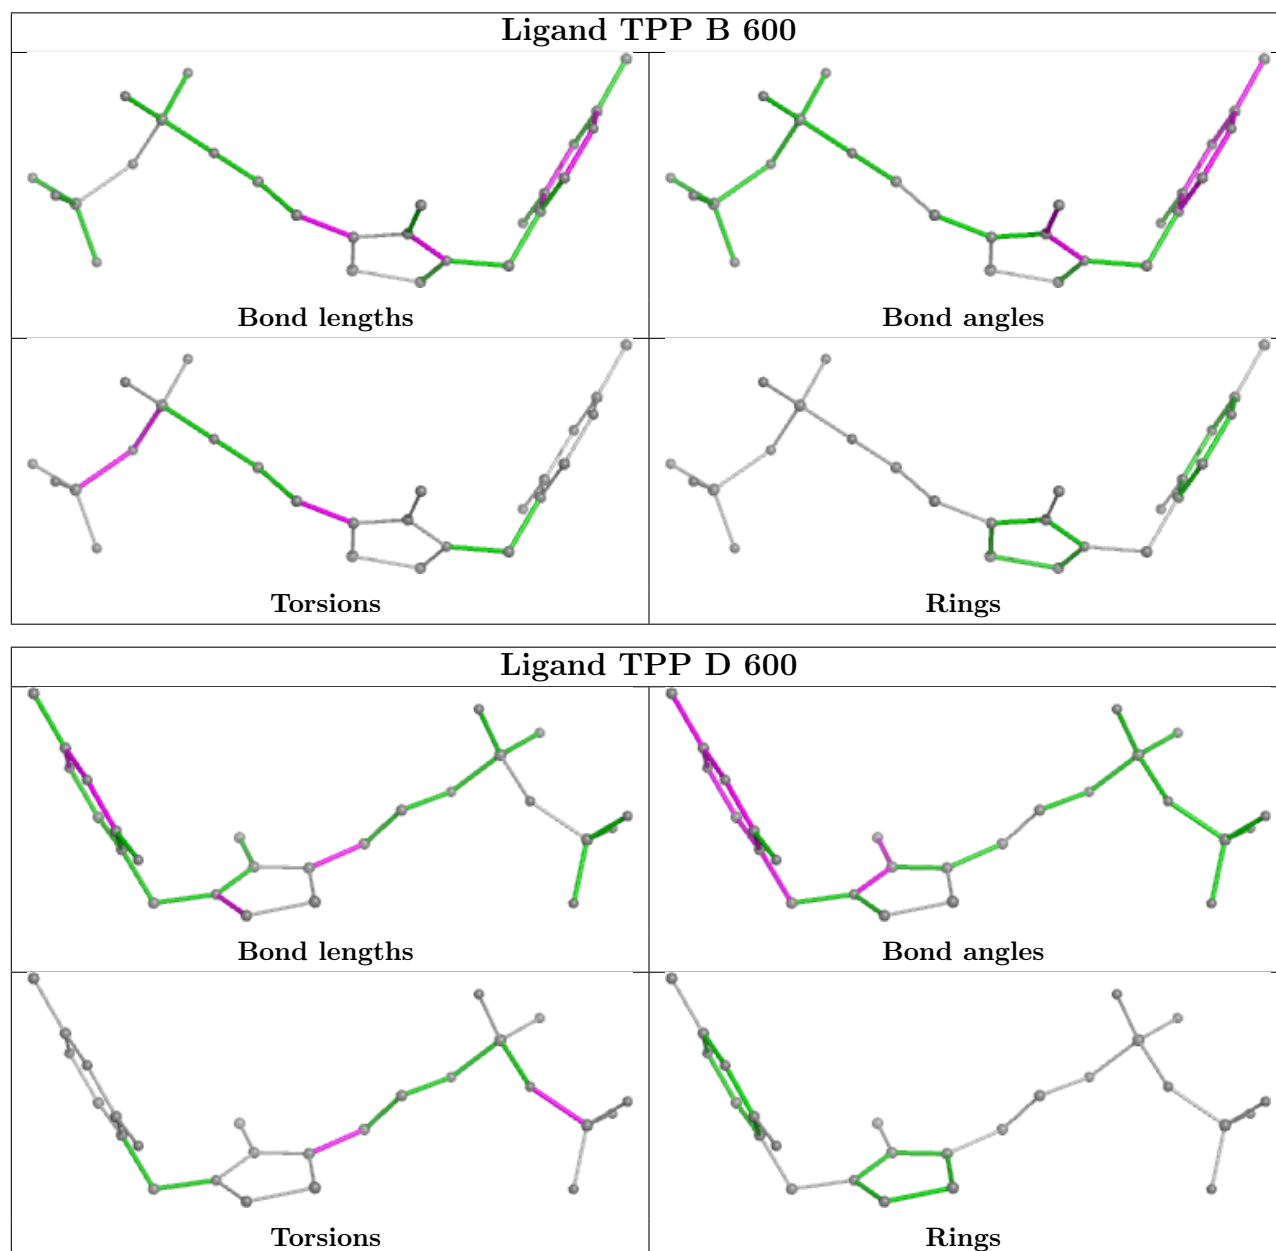 Ligand TPP B 600
Bond lengths
Bond angles
Torsions
Rings
Ligand TPP D 600
Bond lengths
Bond angles
Torsions
Rings